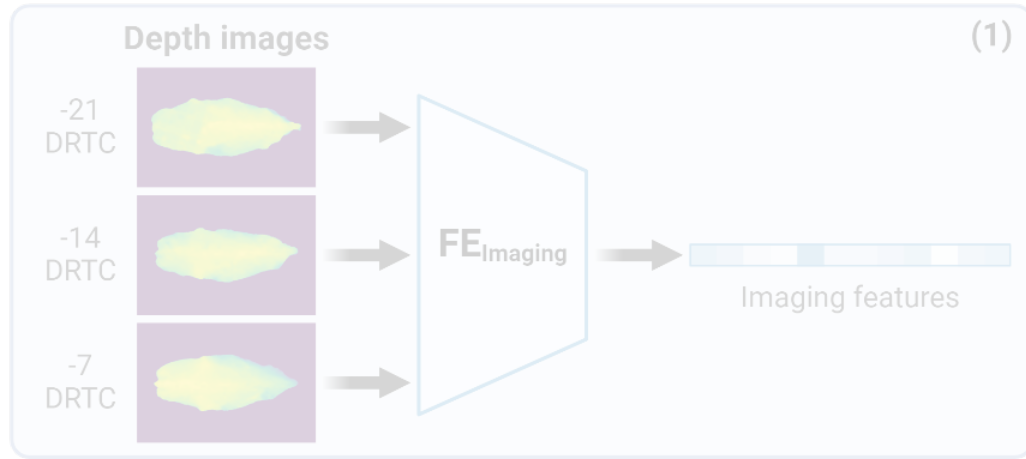 (1)
Depth images
-21
DRTC
-14
DRTC
-7
DRTC
FEImaging
Imaging features